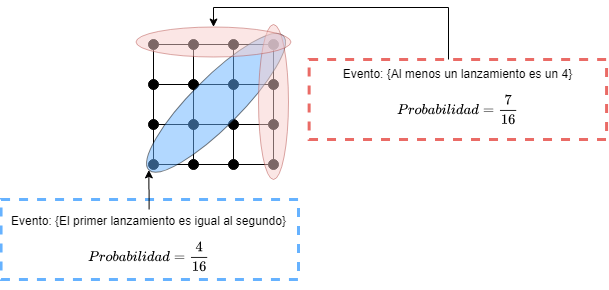 Evento: {Al menos un lanzamiento es un 4}
Probabilidad = 7/16
Evento: {El primer lanzamiento es igual al segundo}
Probabilidad = 4/16